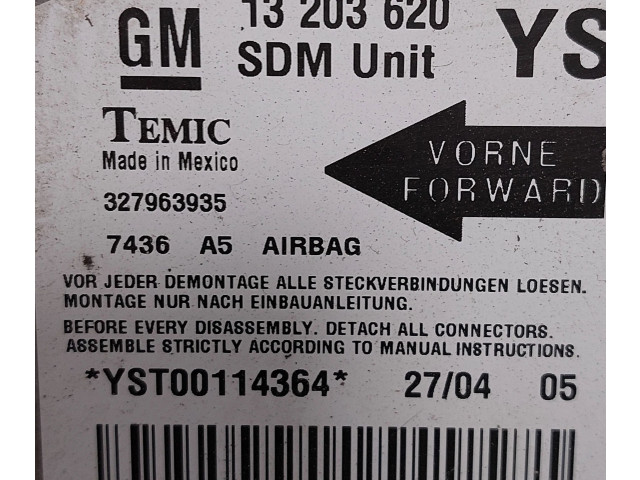 GM 13 203 620 YS
SDM Unit
TEMIC
Made in Mexico
VORNE
FORWARD
327963935
7436 A5 AIRBAG
VOR JEDER DEMONTAGE ALLE STECKVERBINDUNGEN LOESEN.
MONTAGE NUR NACH EINBAUANLEITUNG.
BEFORE EVERY DISASSEMBLY. DETACH ALL CONNECTORS.
ASSEMBLE STRICTLY ACCORDING TO MANUAL INSTRUCTIONS.
*YST00114364* 27/04 05